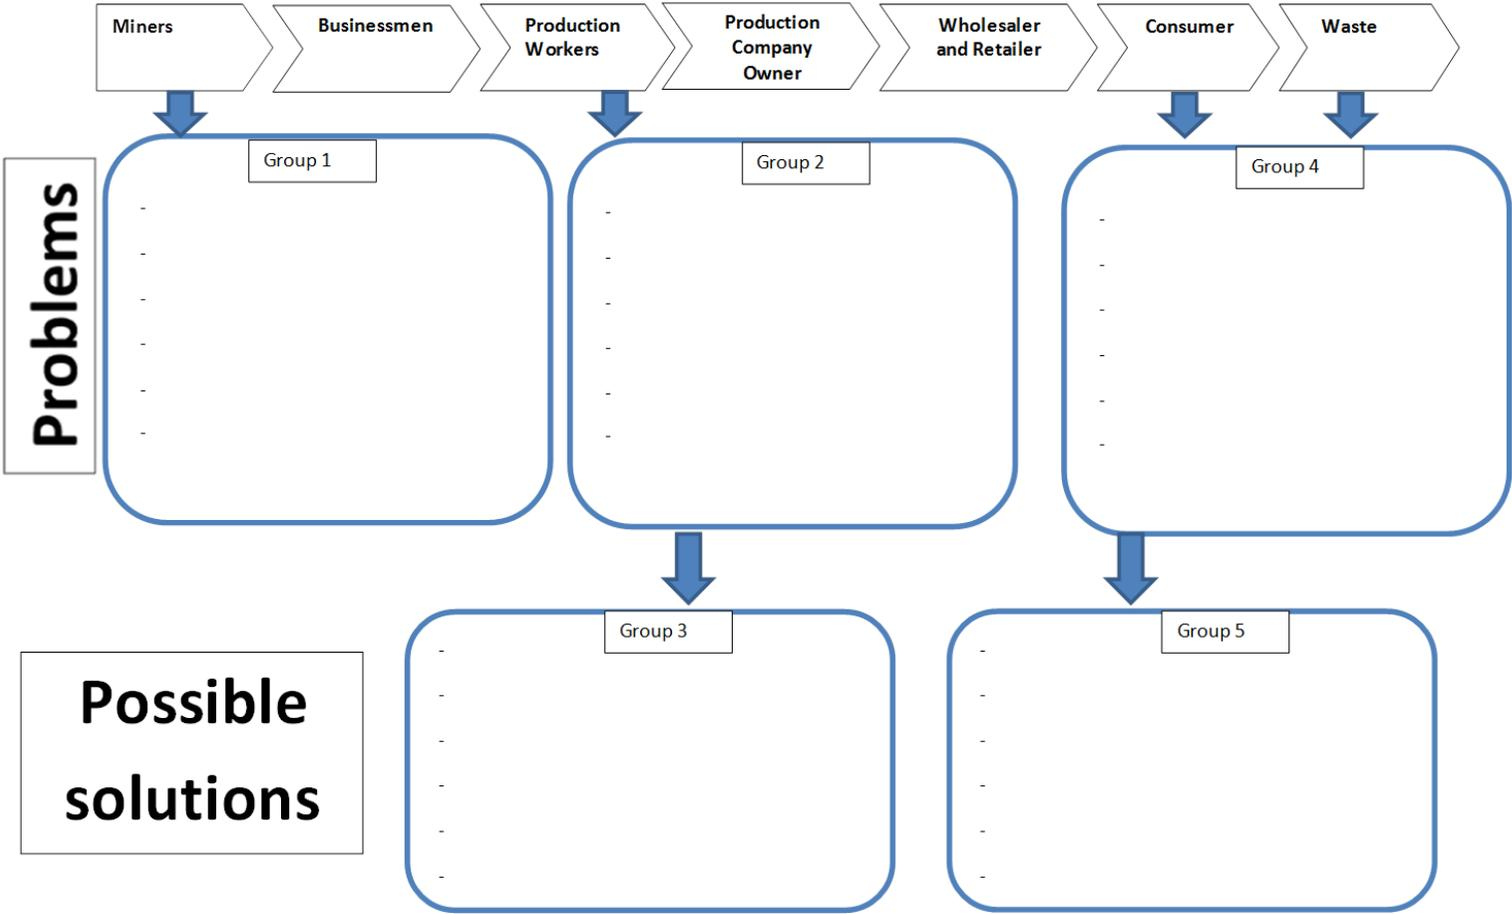 Miners
Businessmen
Production
Workers
Production
Company
Owner
Wholesaler
and Retailer
Consumer
Waste
Problems
Group 1
-
-
-
-
-
-
Group 2
-
-
-
-
-
-
Group 4
-
-
-
-
-
-
Possible
solutions
Group 3
-
-
-
-
-
-
Group 5
-
-
-
-
-
-